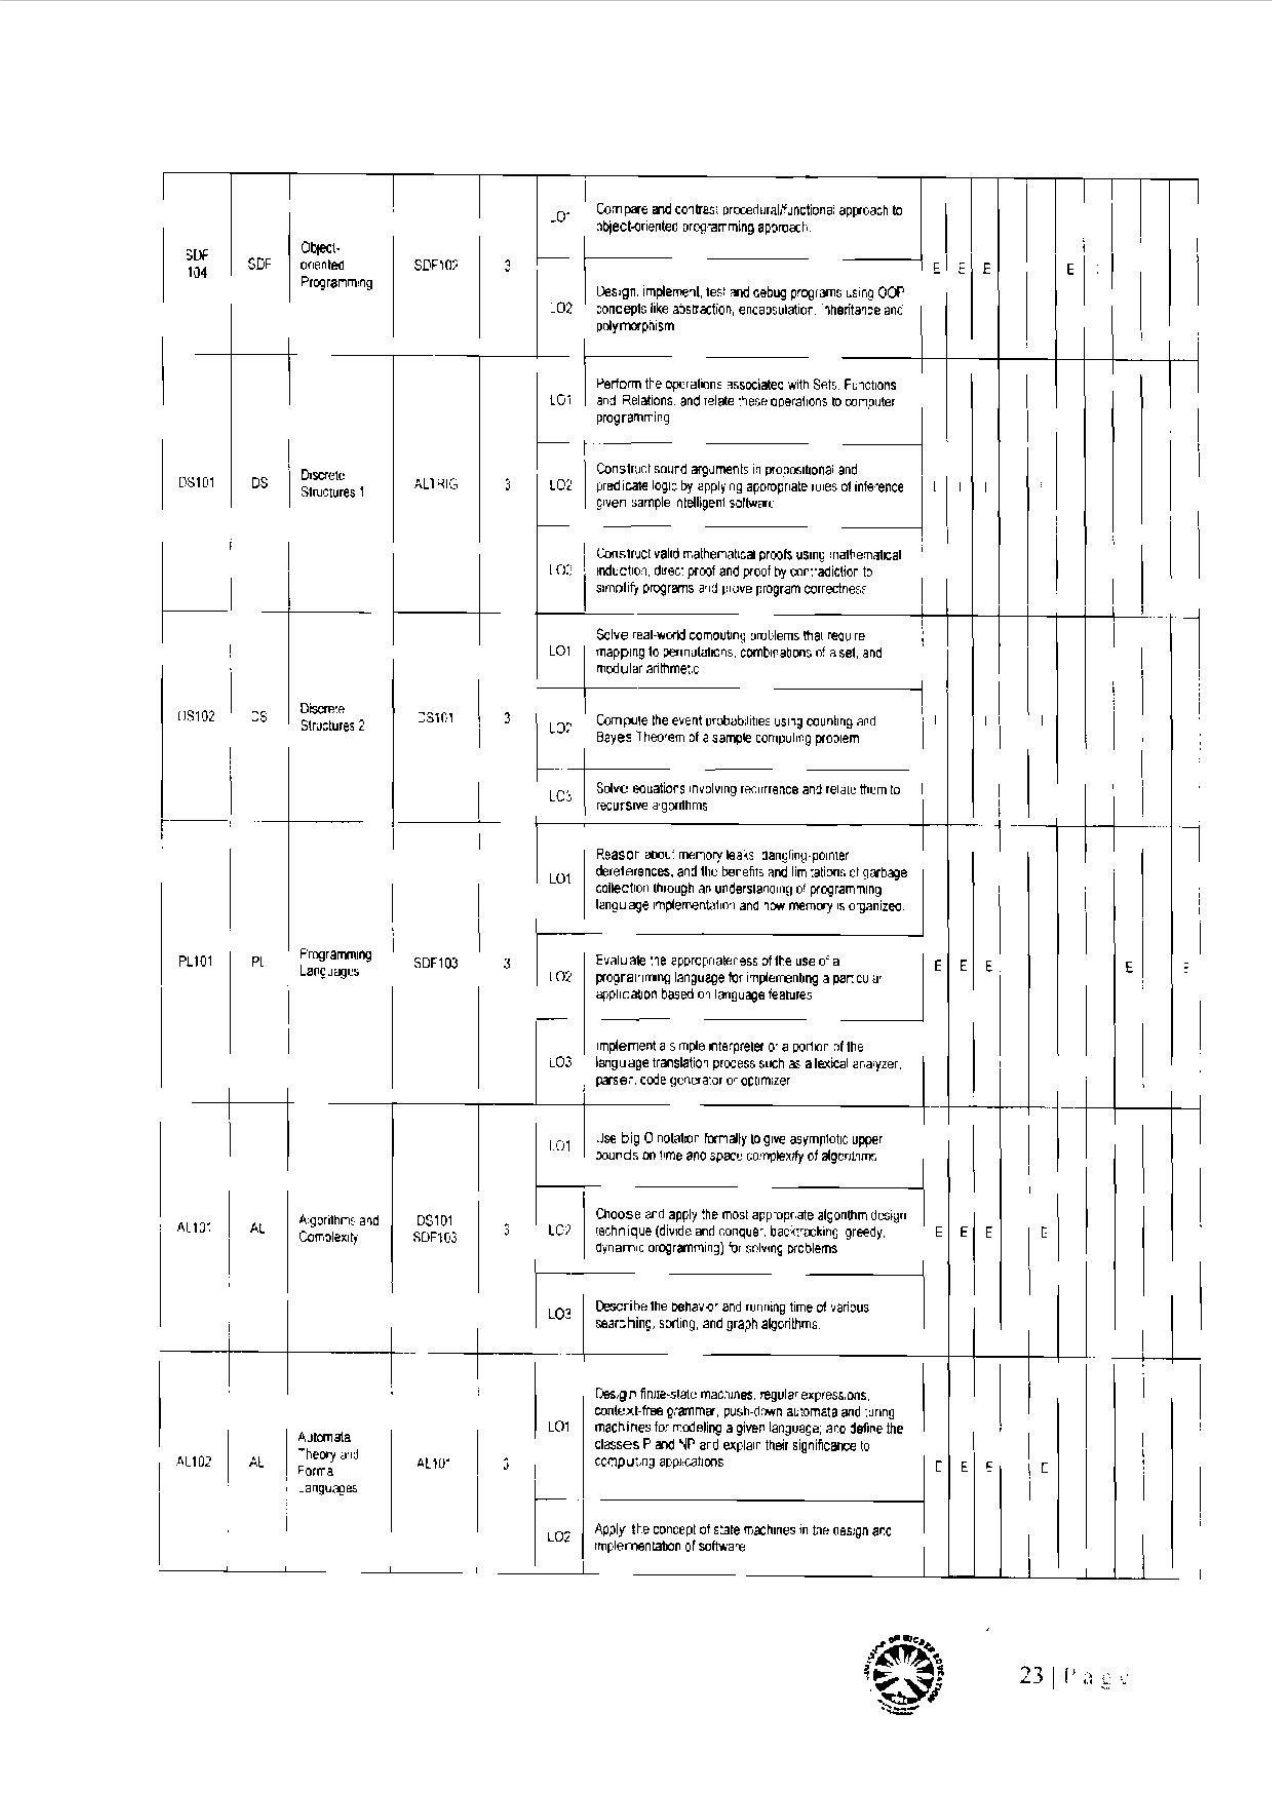 LO1
Compare and contrast procedural/functional approach to
object-oriented programming approach.
SDF
104
SDF
Object-
oriented
Programming
SDF102
3
E E E E
LO2
Design, implement, test and debug programs using OOP
concepts like abstraction, encapsulation, inheritance and
polymorphism
LO1
Perform the operations associated with Sets, Functions
and Relations, and relate these operations to computer
programming
DS101
DS
Discrete
Structures 1
ALTRIG
3
LO2
Construct sound arguments in propositional and
predicate logic by applying appropriate rules of inference
given sample intelligent software
I I I I
LO3
Construct valid mathematical proofs using mathematical
induction, direct proof and proof by contradiction to
simplify programs and prove program correctness
LO1
Solve real-world computing problems that require
mapping to permutations, combinations of a set, and
modular arithmetic
DS102
DS
Discrete
Structures 2
DS101
3
LO2
Compute the event probabilities using counting and
Bayes Theorem of a sample computing problem
I I I
LO3
Solve equations involving recurrence and relate them to
recursive algorithms
LO1
Reason about memory leaks, dangling-pointer
dereferences, and the benefits and limitations of garbage
collection through an understanding of programming
language implementation and how memory is organized.
PL101
PL
Programming
Languages
SDF103
3
LO2
Evaluate the appropriateness of the use of a
programming language for implementing a particular
application based on language features
E E E E E
LO3
Implement a simple interpreter or a portion of the
language translation process such as a lexical analyzer,
parser, code generator or optimizer
LO1
Use big O notation formally to give asymptotic upper
bounds on time and space complexity of algorithms
AL101
AL
Algorithms and
Complexity
DS101
SDF103
3
LO2
Choose and apply the most appropriate algorithm design
technique (divide and conquer, backtracking, greedy,
dynamic programming) for solving problems
E E E E
LO3
Describe the behavior and running time of various
searching, sorting, and graph algorithms.
LO1
Design finite-state machines, regular expressions,
context-free grammar, push-down automata and turing
machines for modeling a given language; and define the
classes P and NP and explain their significance to
computing applications
AL102
AL
Automata
Theory and
Formal
Languages
AL101
3
E E E E
LO2
Apply the concept of state machines in the design and
implementation of software
23 | Page